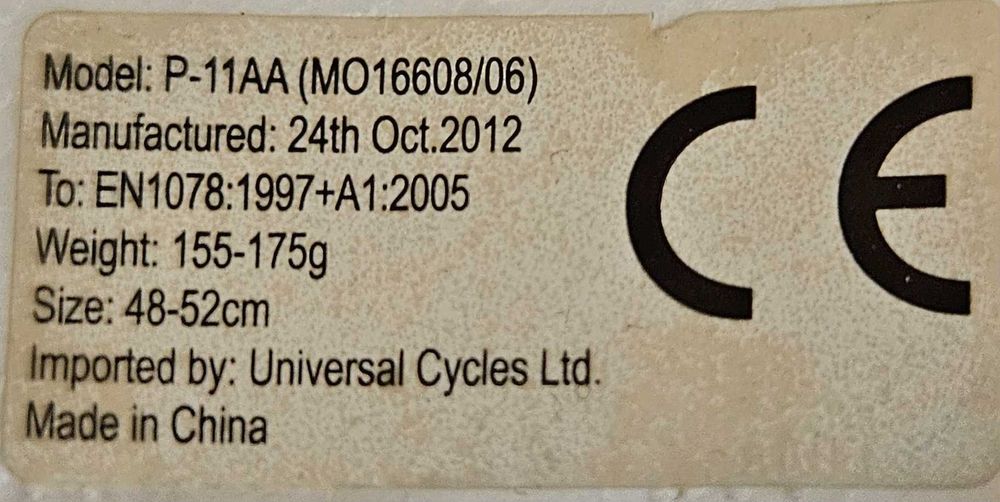 Model: P-11AA (MO16608/06)
Manufactured: 24th Oct.2012
To: EN1078:1997+A1:2005
Weight: 155-175g
Size: 48-52cm
Imported by: Universal Cycles Ltd.
Made in China
CE